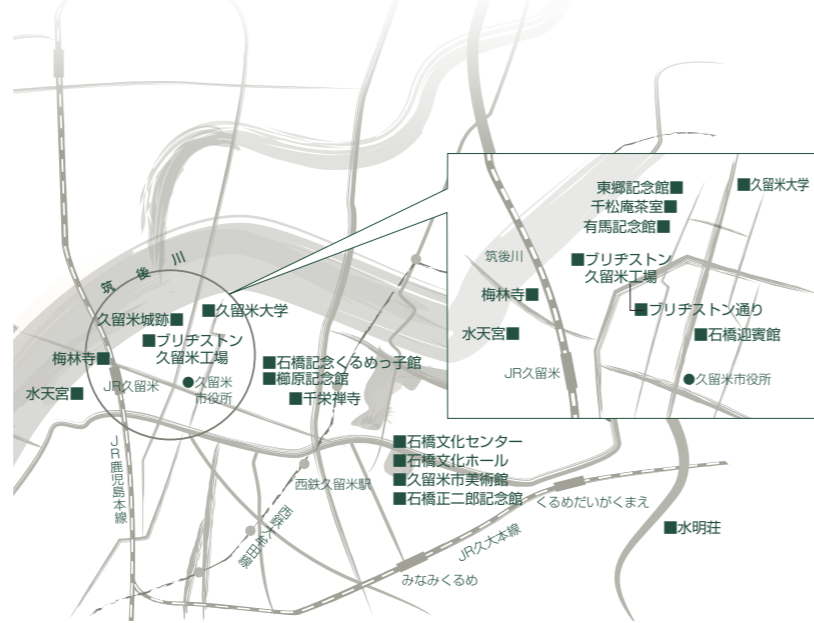 筑後川
久留米城跡■
■久留米大学
■ブリヂストン
久留米工場
梅林寺■
水天宮■
JR久留米
●久留米
市役所
■石橋記念くるめっ子館
■櫛原記念館
■千栄禅寺
JR鹿児島本線
西鉄久留米駅
西鉄大牟田線
■石橋文化センター
■石橋文化ホール
■久留米市美術館
■石橋正二郎記念館
くるめだいがくまえ
JR久大本線
みなみくるめ
■水明荘
東郷記念館■
千松庵茶室■
有馬記念館■
■久留米大学
筑後川
■ブリヂストン
久留米工場
梅林寺■
■ブリヂストン通り
水天宮■
■石橋迎賓館
JR久留米
●久留米市役所